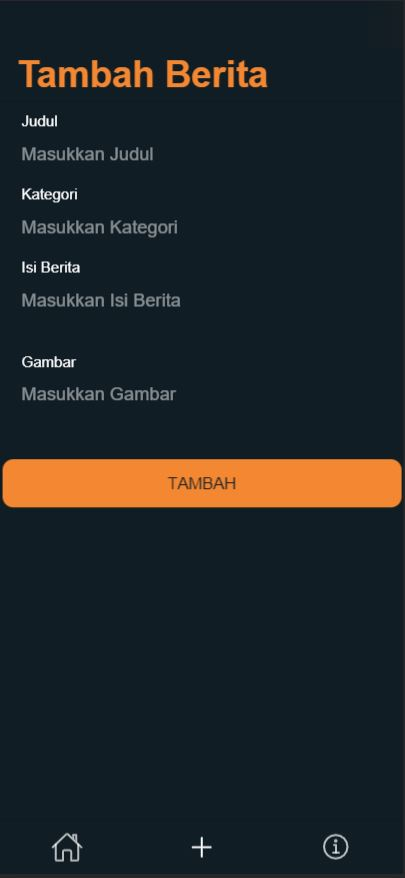 Tambah Berita
Judul
Masukkan Judul
Kategori
Masukkan Kategori
Isi Berita
Masukkan Isi Berita
Gambar
Masukkan Gambar
TAMBAH